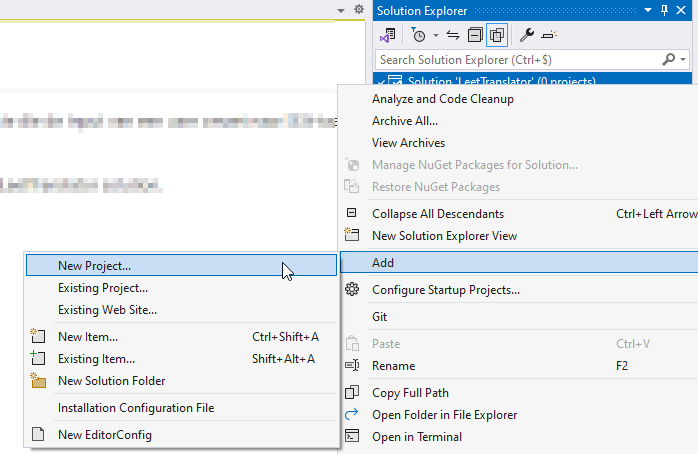 Solution Explorer
Search Solution Explorer (Ctrl+$)
Solution 'LeetTranslator' (0 projects)
Analyze and Code Cleanup
Archive All...
View Archives
Manage NuGet Packages for Solution...
Restore NuGet Packages
Collapse All Descendants Ctrl+Left Arrow
New Solution Explorer View
Add
Configure Startup Projects...
Git
Paste Ctrl+V
Rename F2
Copy Full Path
Open Folder in File Explorer
Open in Terminal
New Project...
Existing Project...
Existing Web Site...
New Item... Ctrl+Shift+A
Existing Item... Shift+Alt+A
New Solution Folder
Installation Configuration File
New EditorConfig